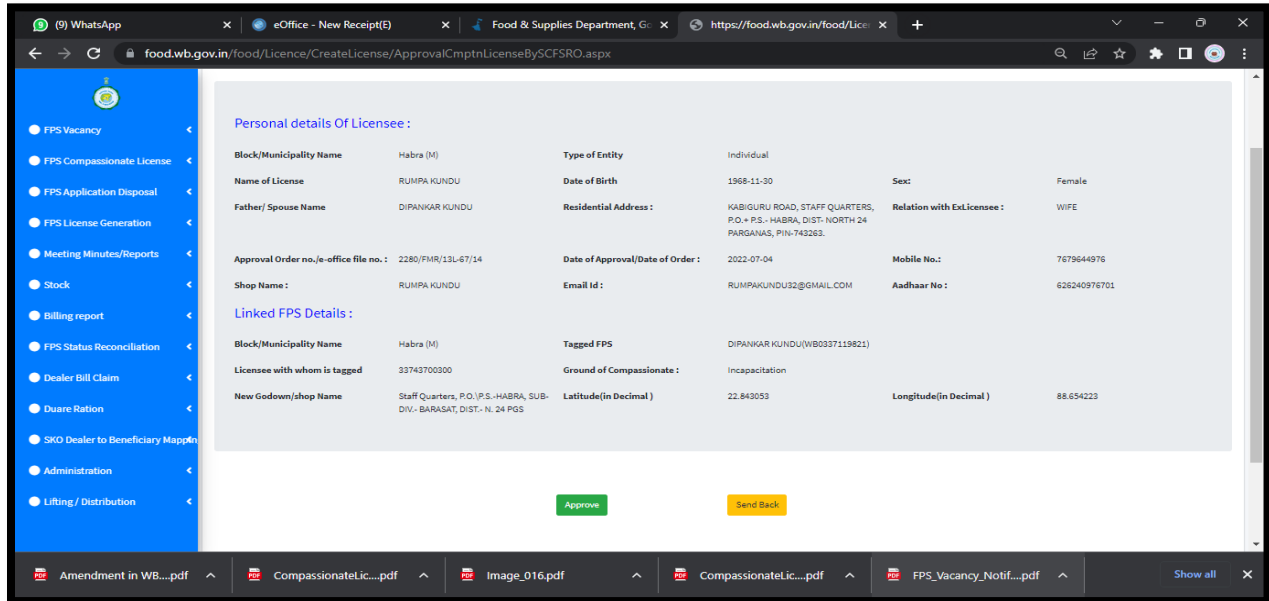 (9) WhatsApp
eOffice - New Receipt(E)
Food & Supplies Department, Go
https://food.wb.gov.in/food/Licer
food.wb.gov.in/food/Licence/CreateLicense/ApprovalCmptnLicenseBySCFSRO.aspx
FPS Vacancy
FPS Compassionate License
FPS Application Disposal
FPS License Generation
Meeting Minutes/Reports
Stock
Billing report
FPS Status Reconciliation
Dealer Bill Claim
Duare Ration
SKO Dealer to Beneficiary Mappin
Administration
Lifting / Distribution
Personal details Of Licensee :
Block/Municipality Name Habra (M) Type of Entity Individual
Name of License RUMPA KUNDU Date of Birth 1968-11-30 Sex: Female
Father/ Spouse Name DIPANKAR KUNDU Residential Address : KABIGURU ROAD, STAFF QUARTERS, Relation with ExLicensee : WIFE
P.O.+ P.S.- HABRA, DIST- NORTH 24
PARGANAS, PIN-743263.
Approval Order no./e-office file no. : 2280/FMR/13L-67/14 Date of Approval/Date of Order : 2022-07-04 Mobile No.: 7679644976
Shop Name : RUMPA KUNDU Email Id : RUMPAKUNDU32@GMAIL.COM Aadhaar No : 626240976701
Linked FPS Details :
Block/Municipality Name Habra (M) Tagged FPS DIPANKAR KUNDU(WB0337119821)
Licensee with whom is tagged 33743700300 Ground of Compassionate : Incapacitation
New Godown/shop Name Staff Quarters, P.O.\P.S.-HABRA, SUB- Latitude(in Decimal ) 22.843053 Longitude(in Decimal ) 88.654223
DIV.- BARASAT, DIST.- N. 24 PGS
Approve Send Back
Amendment in WB....pdf CompassionateLic....pdf Image_016.pdf CompassionateLic....pdf FPS_Vacancy_Notif....pdf Show all